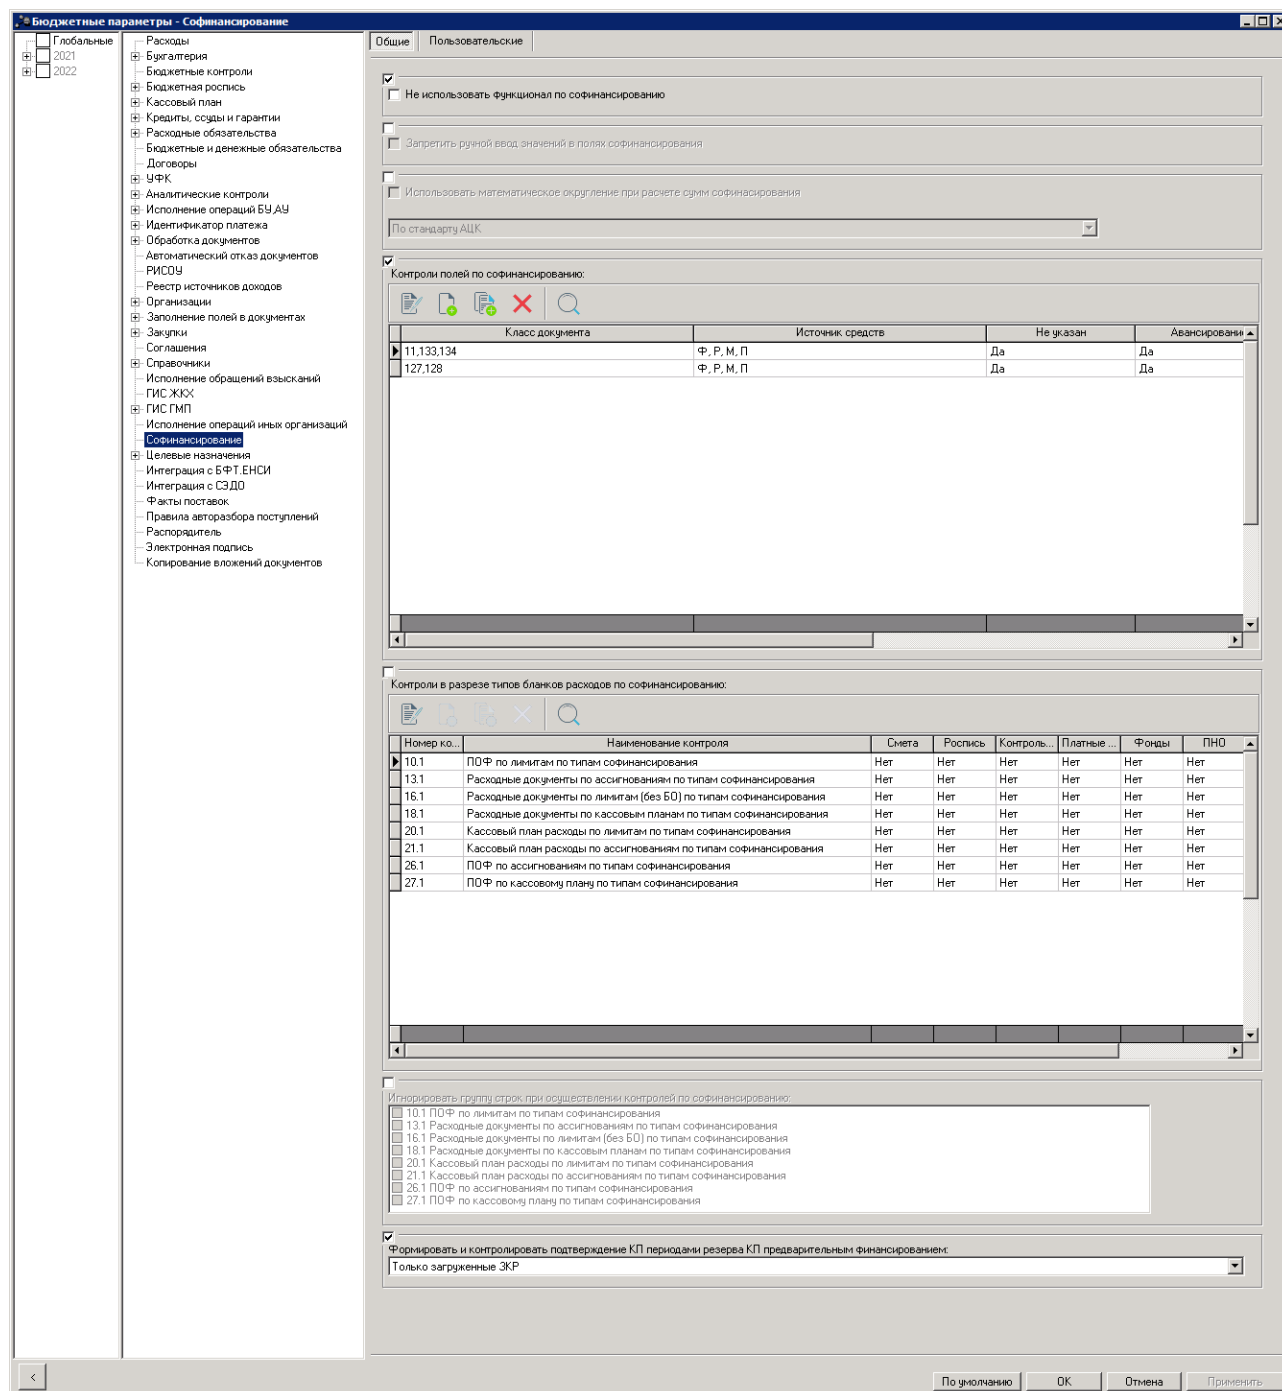 Бюджетные параметры - Софинансирование
Глобальные
2021
2022
Расходы
Бухгалтерия
Бюджетные контроли
Бюджетная роспись
Кассовый план
Кредиты, ссуды и гарантии
Расходные обязательства
Бюджетные и денежные обязательства
Договоры
УФК
Аналитические контроли
Исполнение операций БУ,АУ
Идентификатор платежа
Обработка документов
Автоматический отказ документов
РИСОУ
Реестр источников доходов
Организации
Заполнение полей в документах
Закупки
Соглашения
Справочники
Исполнение обращений взысканий
ГИС ЖКХ
ГИС ГМП
Исполнение операций иных организаций
Софинансирование
Целевые назначения
Интеграция с БФТ.ЕНСИ
Интеграция с СЭДО
Факты поставок
Правила авторазбора поступлений
Распорядитель
Электронная подпись
Копирование вложений документов
Общие Пользовательские
Не использовать функционал по софинансированию
Запретить ручной ввод значений в полях софинансирования
Использовать математическое округление при расчете сумм софинасирования
По стандарту АЦК
Контроли полей по софинансированию:
Класс документа Источник средств Не указан Авансировани
11,133,134 Ф, Р, М, П Да Да
127,128 Ф, Р, М, П Да Да
Контроли в разрезе типов бланков расходов по софинансированию:
Номер ко... Наименование контроля Смета Роспись Контроль... Платные ... Фонды ПНО
10.1 ПОФ по лимитам по типам софинансирования Нет Нет Нет Нет Нет Нет
13.1 Расходные документы по ассигнованиям по типам софинансирования Нет Нет Нет Нет Нет Нет
16.1 Расходные документы по лимитам (без БО) по типам софинансирования Нет Нет Нет Нет Нет Нет
18.1 Расходные документы по кассовым планам по типам софинансирования Нет Нет Нет Нет Нет Нет
20.1 Кассовый план расходы по лимитам по типам софинансирования Нет Нет Нет Нет Нет Нет
21.1 Кассовый план расходы по ассигнованиям по типам софинансирования Нет Нет Нет Нет Нет Нет
26.1 ПОФ по ассигнованиям по типам софинансирования Нет Нет Нет Нет Нет Нет
27.1 ПОФ по кассовому плану по типам софинансирования Нет Нет Нет Нет Нет Нет
Игнорировать группу строк при осуществлении контролей по софинансированию:
10.1 ПОФ по лимитам по типам софинансирования
13.1 Расходные документы по ассигнованиям по типам софинансирования
16.1 Расходные документы по лимитам (без БО) по типам софинансирования
18.1 Расходные документы по кассовым планам по типам софинансирования
20.1 Кассовый план расходы по лимитам по типам софинансирования
21.1 Кассовый план расходы по ассигнованиям по типам софинансирования
26.1 ПОФ по ассигнованиям по типам софинансирования
27.1 ПОФ по кассовому плану по типам софинансирования
Формировать и контролировать подтверждение КП периодами резерва КП предварительным финансированием:
Только загруженные ЗКР
< По умолчанию OK Отмена Применить